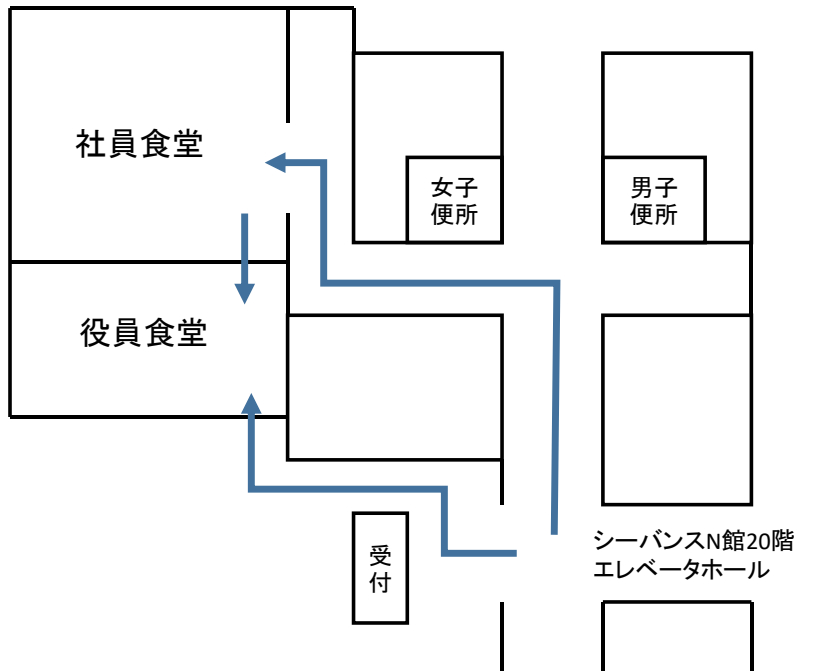 社員食堂
女子
便所
男子
便所
役員食堂
受
付
シーバンスN館20階
エレベータホール